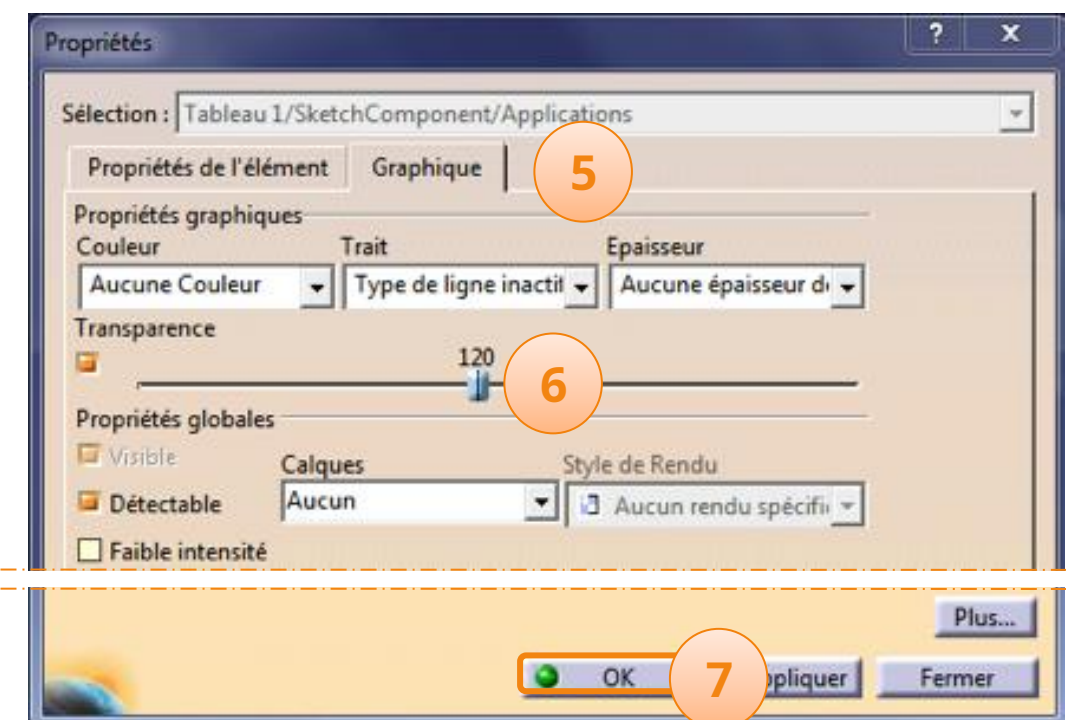 Propriétés ? x
Sélection : Tableau 1/SketchComponent/Applications
Propriétés de l'élément Graphique 5
Propriétés graphiques
Couleur Trait Epaisseur
Aucune Couleur Type de ligne inactif Aucune épaisseur
Transparence
120
6
Propriétés globales
Visible Calques Style de Rendu
Détectable Aucun Aucun rendu spécifi
Faible intensité
Plus...
OK 7 ppliquer Fermer